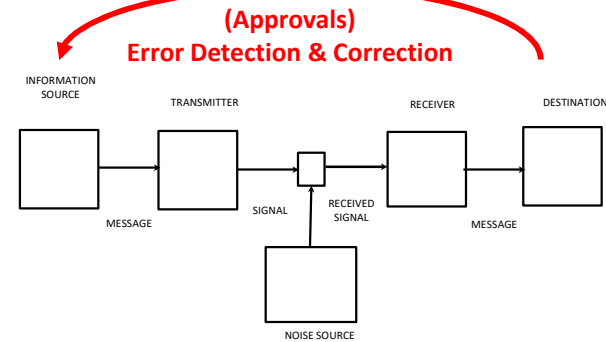 (Approvals)
Error Detection & Correction
INFORMATION
SOURCE
TRANSMITTER
RECEIVER
DESTINATION
MESSAGE
SIGNAL
RECEIVED
SIGNAL
MESSAGE
NOISE SOURCE